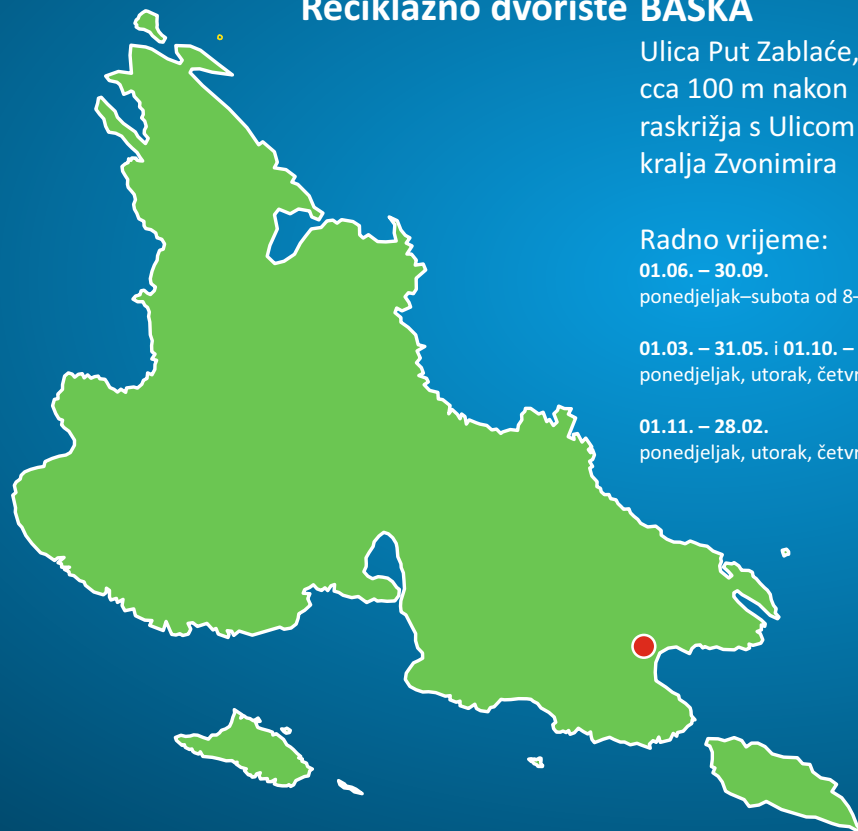 Reciklažno dvorište BAŠKA
Ulica Put Zablaće,
cca 100 m nakon
raskrižja s Ulicom
kralja Zvonimira
Radno vrijeme:
01.06. – 30.09.
ponedjeljak–subota od 8–
01.03. – 31.05. i 01.10. –
ponedjeljak, utorak,
01.11. – 28.02.
ponedjeljak, utorak,